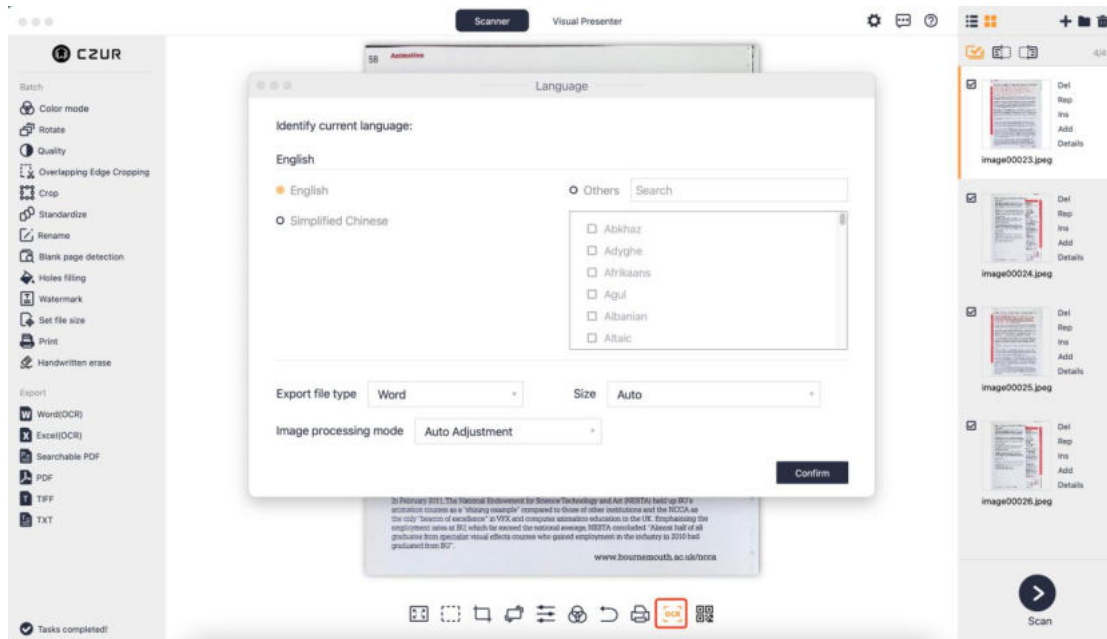 Scanner
Visual Presenter
CZUR
Batch
Color mode
Rotate
Quality
Overlapping Edge Cropping
Crop
Standardize
Rename
Blank page detection
Holes filling
Watermark
Set file size
Print
Handwritten erase
Export
Word(OCR)
Excel(OCR)
Searchable PDF
PDF
TIFF
TXT
Tasks completed!
58 Animation
Language
Identify current language:
English
English
Others Search
Simplified Chinese
Abkhaz
Adyghe
Afrikaans
Agul
Albanian
Altaic
Export file type Word
Size Auto
Image processing mode Auto Adjustment
Confirm
In February 2011, The National Endowment for Science Technology and Art (NESTA) held up BU's
animation courses as a "shining example" compared to those of other institutions and the NCCA as
the only "beacon of excellence" in VFX and computer animation education in the UK. Emphasising the
employment rates at BU, which far exceed the national average, NESTA concluded: "Almost half of all
graduates from specialist visual effects courses who gained employment in the industry in 2010 had
graduated from BU".
www.bournemouth.ac.uk/ncca
OCR
4/4
Del
Rep
Ins
Add
Details
image00023.jpeg
Del
Rep
Ins
Add
Details
image00024.jpeg
Del
Rep
Ins
Add
Details
image00025.jpeg
Del
Rep
Ins
Add
Details
image00026.jpeg
Scan